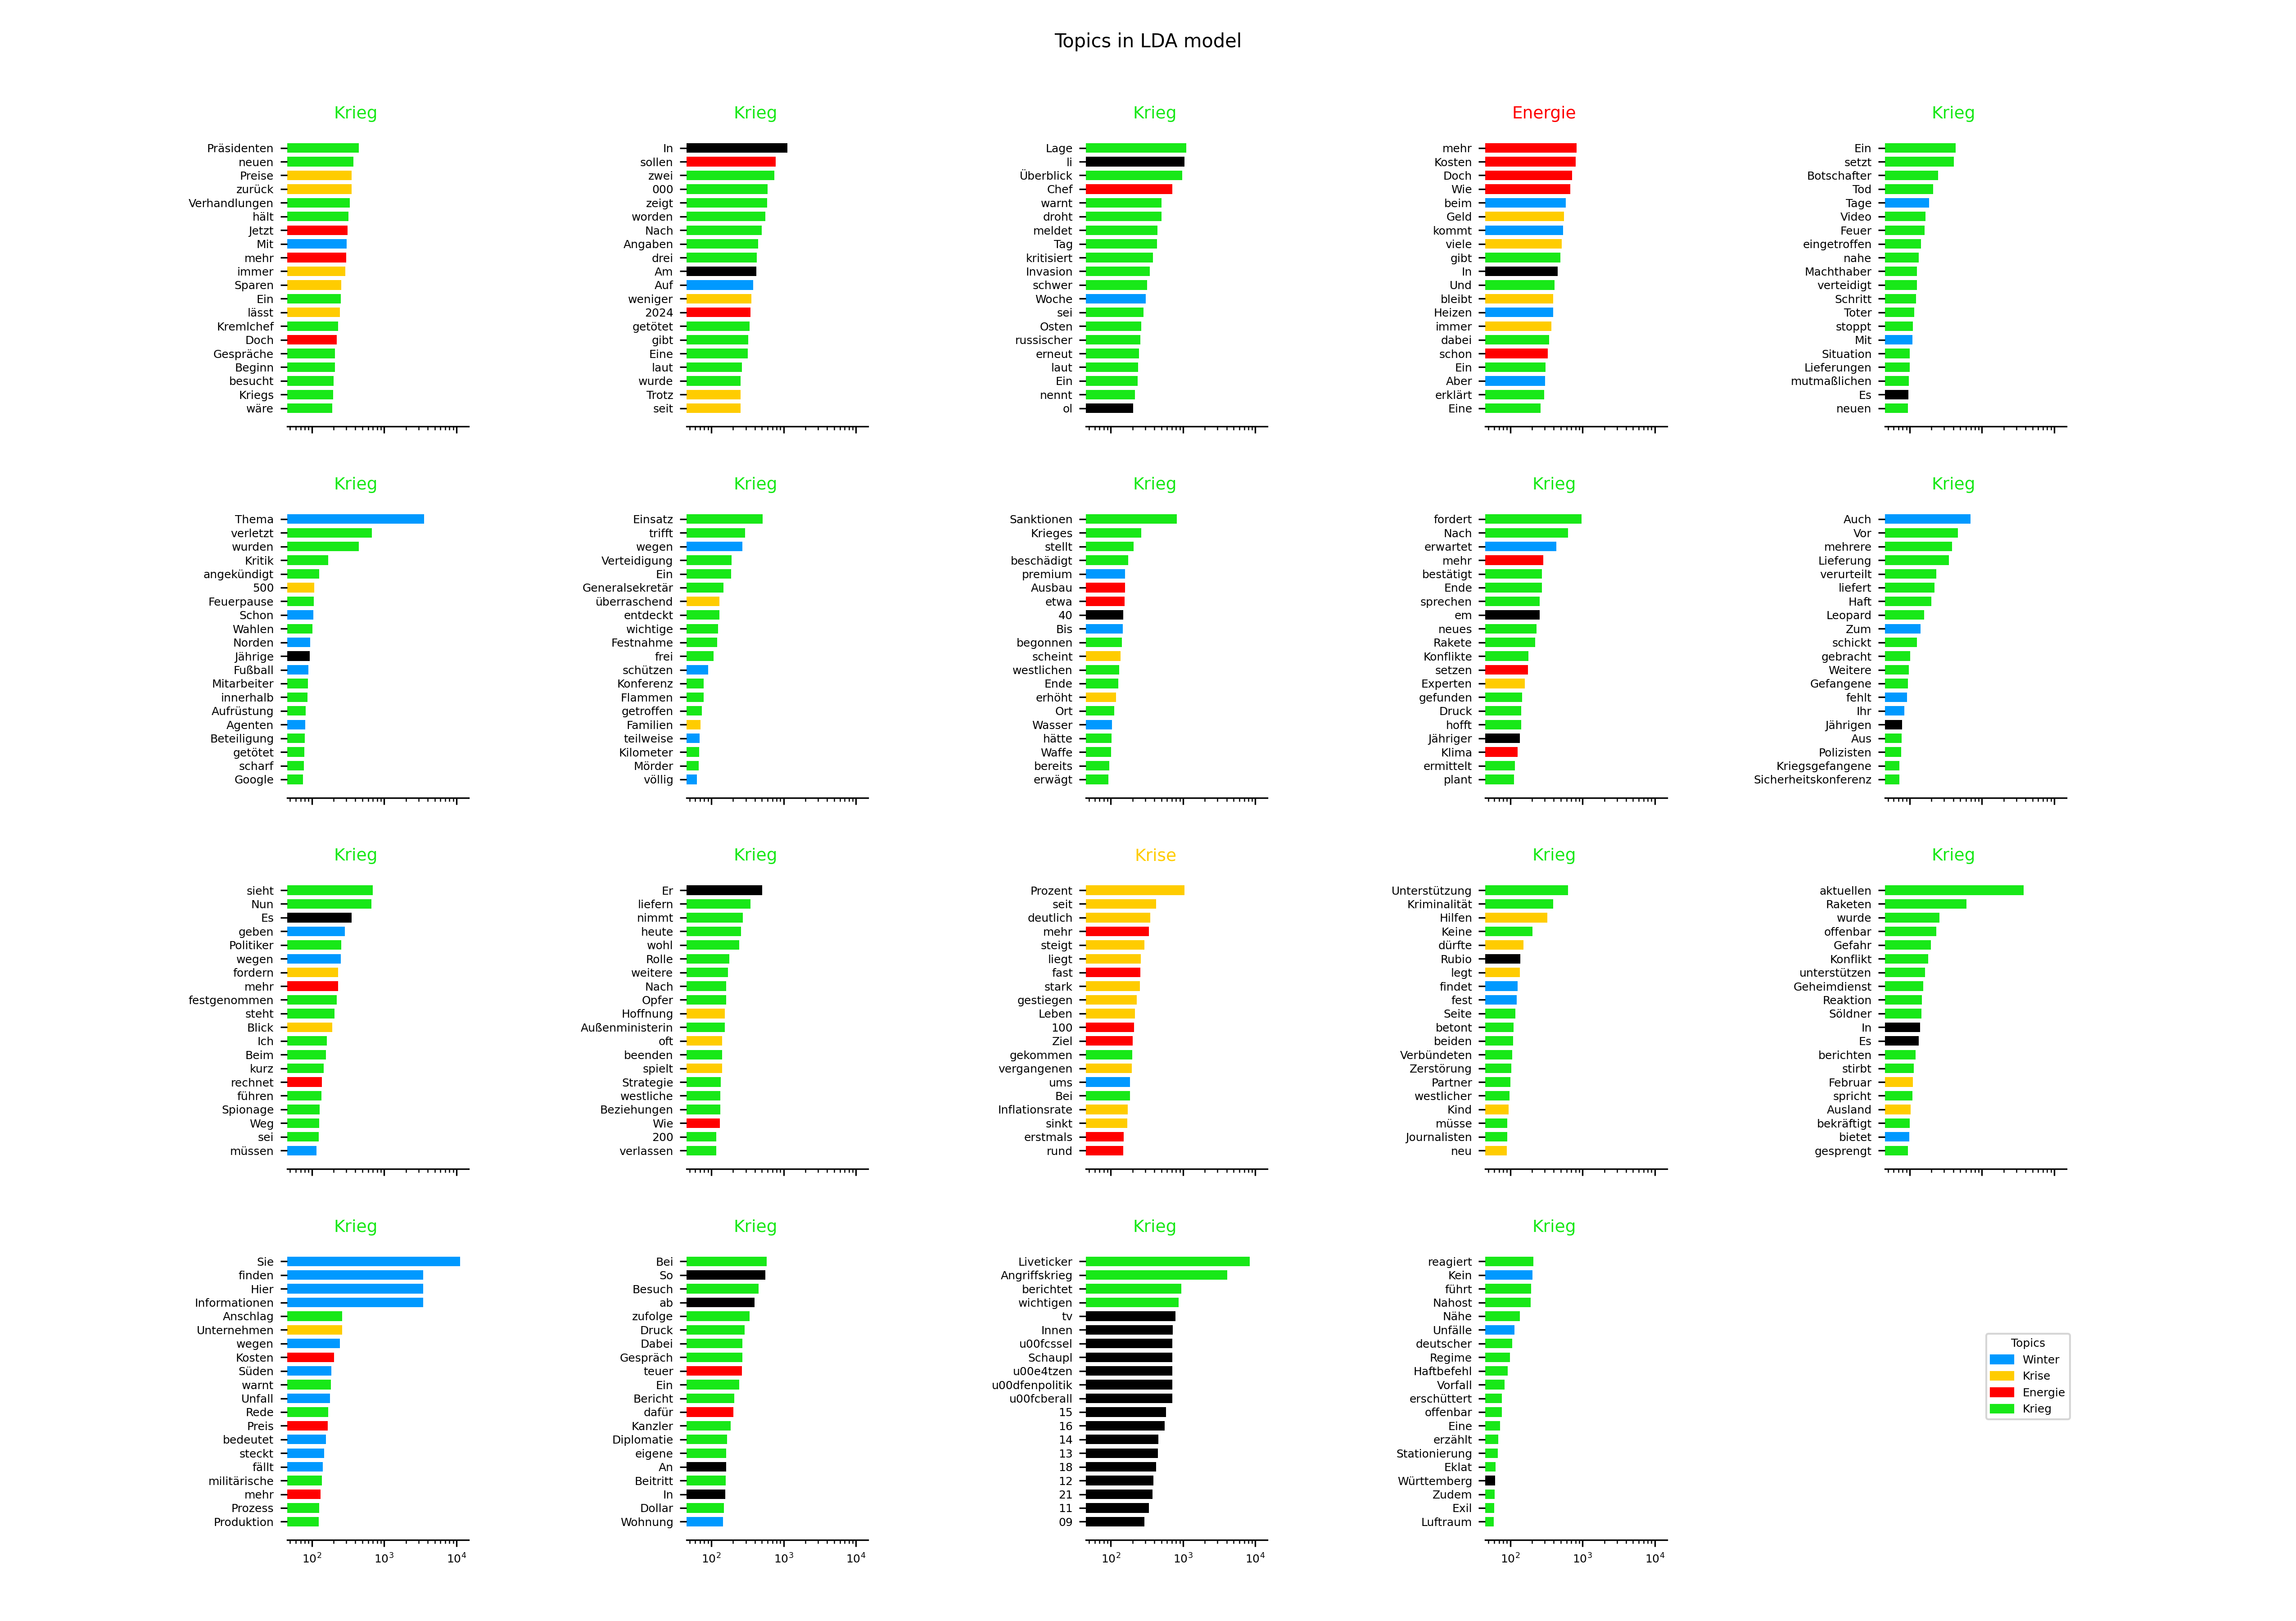 Topics in LDA model
Krieg
Präsidenten
neuen
Preise
zurück
Verhandlungen
hält
Jetzt
Mit
mehr
immer
Sparen
Ein
lässt
Kremlchef
Doch
Gespräche
Beginn
besucht
Kriegs
wäre
Krieg
In
sollen
zwei
000
zeigt
worden
Nach
Angaben
drei
Am
Auf
weniger
2024
getötet
gibt
Eine
laut
wurde
Trotz
seit
Krieg
Lage
li
Überblick
Chef
warnt
droht
meldet
Tag
kritisiert
Invasion
schwer
Woche
sei
Osten
russischer
erneut
laut
Ein
nennt
ol
Energie
mehr
Kosten
Doch
Wie
beim
Geld
kommt
viele
gibt
In
Und
bleibt
Heizen
immer
dabei
schon
Ein
Aber
erklärt
Eine
Krieg
Ein
setzt
Botschafter
Tod
Tage
Video
Feuer
eingetroffen
nahe
Machthaber
verteidigt
Schritt
Toter
stoppt
Mit
Situation
Lieferungen
mutmaßlichen
Es
neuen
Krieg
Thema
verletzt
wurden
Kritik
angekündigt
500
Feuerpause
Schon
Wahlen
Norden
Jährige
Fußball
Mitarbeiter
innerhalb
Aufrüstung
Agenten
Beteiligung
getötet
scharf
Google
Krieg
Einsatz
trifft
wegen
Verteidigung
Ein
Generalsekretär
überraschend
entdeckt
wichtige
Festnahme
frei
schützen
Konferenz
Flammen
getroffen
Familien
teilweise
Kilometer
Mörder
völlig
Krieg
Sanktionen
Krieges
stellt
beschädigt
premium
Ausbau
etwa
40
Bis
begonnen
scheint
westlichen
Ende
erhöht
Ort
Wasser
hätte
Waffe
bereits
erwägt
Krieg
fordert
Nach
erwartet
mehr
bestätigt
Ende
sprechen
em
neues
Rakete
Konflikte
setzen
Experten
gefunden
Druck
hofft
Jähriger
Klima
ermittelt
plant
Krieg
Auch
Vor
mehrere
Lieferung
verurteilt
liefert
Haft
Leopard
Zum
schickt
gebracht
Weitere
Gefangene
fehlt
Ihr
Jährigen
Aus
Polizisten
Kriegsgefangene
Sicherheitskonferenz
Krieg
sieht
Nun
Es
geben
Politiker
wegen
fordern
mehr
festgenommen
steht
Blick
Ich
Beim
kurz
rechnet
führen
Spionage
Weg
sei
müssen
Krieg
Er
liefern
nimmt
heute
wohl
Rolle
weitere
Nach
Opfer
Hoffnung
Außenministerin
oft
beenden
spielt
Strategie
westliche
Beziehungen
Wie
200
verlassen
Krise
Prozent
seit
deutlich
mehr
steigt
liegt
fast
stark
gestiegen
Leben
100
Ziel
gekommen
vergangenen
ums
Bei
Inflationsrate
sinkt
erstmals
rund
Krieg
Unterstützung
Kriminalität
Hilfen
Keine
dürfte
Rubio
legt
findet
fest
Seite
betont
beiden
Verbündeten
Zerstörung
Partner
westlicher
Kind
müsse
Journalisten
neu
Krieg
aktuellen
Raketen
wurde
offenbar
Gefahr
Konflikt
unterstützen
Geheimdienst
Reaktion
Söldner
In
Es
berichten
stirbt
Februar
spricht
Ausland
bekräftigt
bietet
gesprengt
Krieg
Sie
finden
Hier
Informationen
Anschlag
Unternehmen
wegen
Kosten
Süden
warnt
Unfall
Rede
Preis
bedeutet
steckt
fällt
militärische
mehr
Prozess
Produktion
10² 10³ 10⁴
Krieg
Bei
So
Besuch
ab
zufolge
Druck
Dabei
Gespräch
teuer
Ein
Bericht
dafür
Kanzler
Diplomatie
eigene
An
Beitritt
In
Dollar
Wohnung
10² 10³ 10⁴
Krieg
Liveticker
Angriffskrieg
berichtet
wichtigen
tv
Innen
u00fcssel
Schaupl
u00e4tzen
u00dfenpolitik
u00fcberall
15
16
14
13
18
12
21
11
09
10² 10³ 10⁴
Krieg
reagiert
Kein
führt
Nahost
Nähe
Unfälle
deutscher
Regime
Haftbefehl
Vorfall
erschüttert
offenbar
Eine
erzählt
Stationierung
Eklat
Württemberg
Zudem
Exil
Luftraum
10² 10³ 10⁴
Topics
Winter
Krise
Energie
Krieg